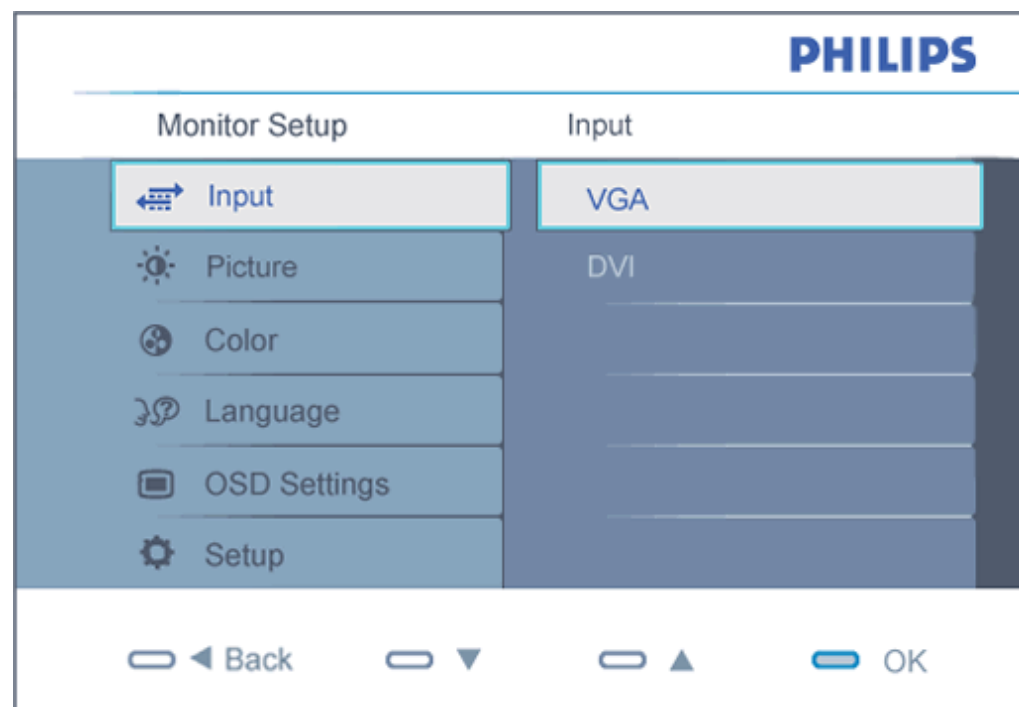 PHILIPS
Monitor Setup Input
Input VGA
Picture DVI
Color
Language
OSD Settings
Setup
Back OK